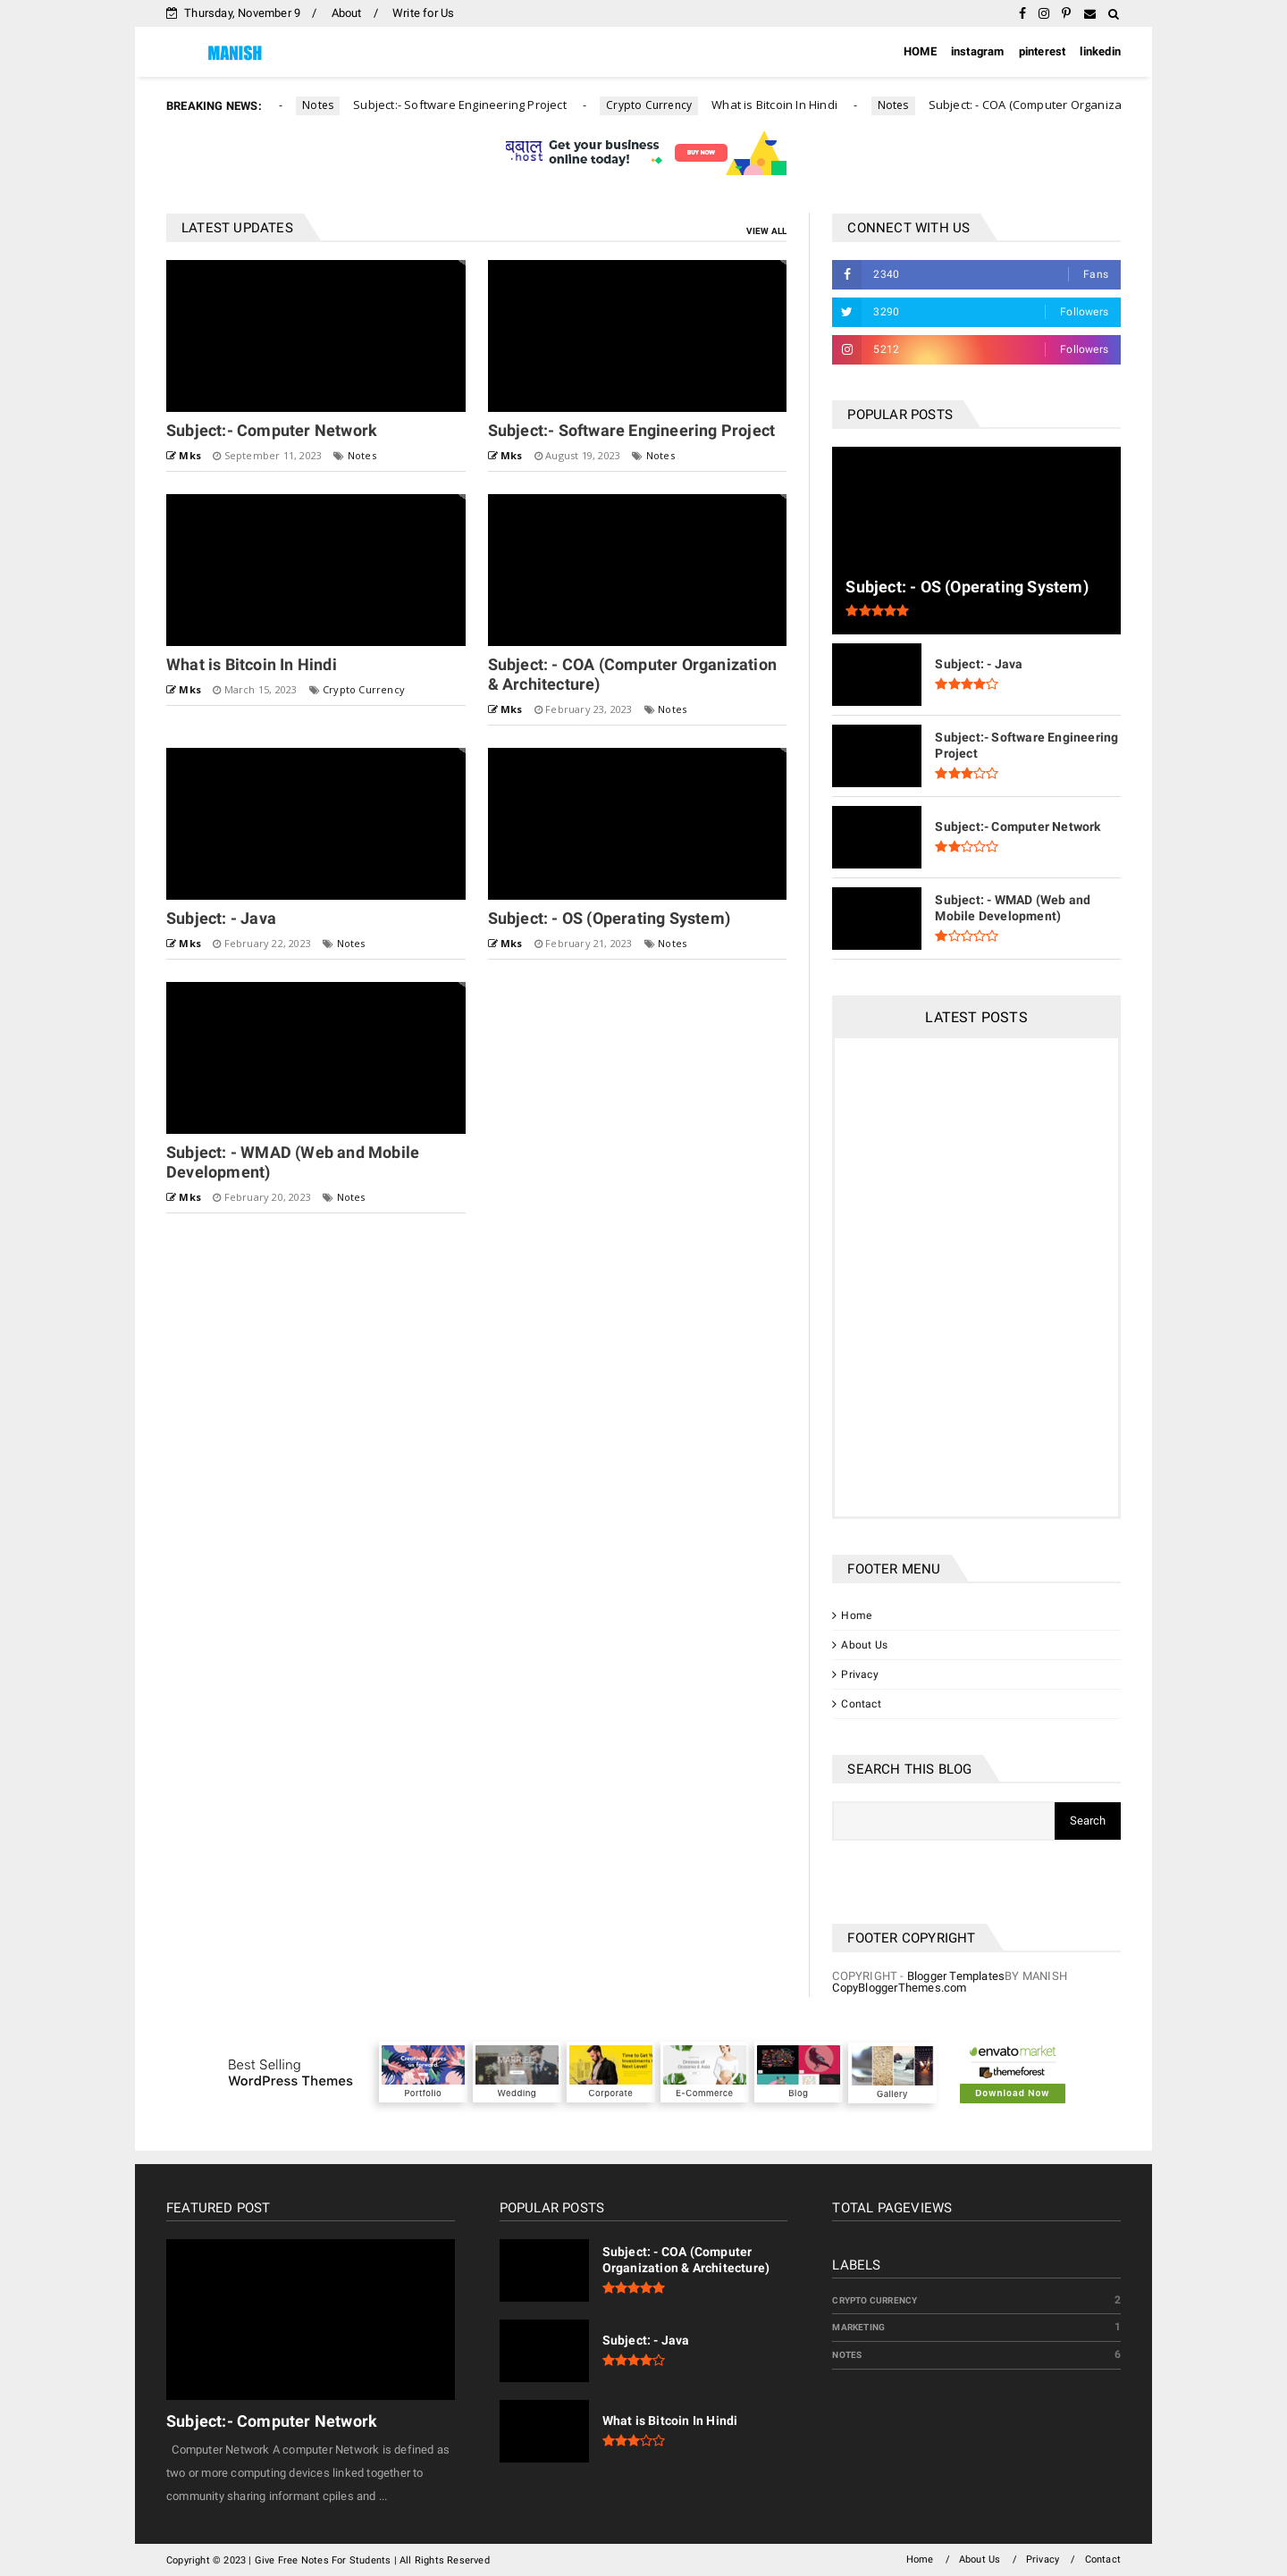 Thursday, November 9 / About / Write for Us
MANISH
HOME instagram pinterest linkedin
BREAKING NEWS: - Notes Subject:- Software Engineering Project - Crypto Currency What is Bitcoin In Hindi - Notes Subject: - COA (Computer Organiza
बबाल .host
Get your business
online today!
BUY NOW
LATEST UPDATES
VIEW ALL
Subject:- Computer Network
Mks September 11, 2023 Notes
Subject:- Software Engineering Project
Mks August 19, 2023 Notes
What is Bitcoin In Hindi
Mks March 15, 2023 Crypto Currency
Subject: - COA (Computer Organization
& Architecture)
Mks February 23, 2023 Notes
Subject: - Java
Mks February 22, 2023 Notes
Subject: - OS (Operating System)
Mks February 21, 2023 Notes
Subject: - WMAD (Web and Mobile
Development)
Mks February 20, 2023 Notes
CONNECT WITH US
2340 Fans
3290 Followers
5212 Followers
POPULAR POSTS
Subject: - OS (Operating System)
Subject: - Java
Subject:- Software Engineering
Project
Subject:- Computer Network
Subject: - WMAD (Web and
Mobile Development)
LATEST POSTS
FOOTER MENU
Home
About Us
Privacy
Contact
SEARCH THIS BLOG
Search
FOOTER COPYRIGHT
COPYRIGHT - Blogger TemplatesBY MANISH
CopyBloggerThemes.com
Best Selling
WordPress Themes
Portfolio
Wedding
Corporate
E-Commerce
Blog
Gallery
envato market
themeforest
Download Now
FEATURED POST
Subject:- Computer Network
Computer Network A computer Network is defined as
two or more computing devices linked together to
community sharing informant cpiles and ...
POPULAR POSTS
Subject: - COA (Computer
Organization & Architecture)
Subject: - Java
What is Bitcoin In Hindi
TOTAL PAGEVIEWS
LABELS
CRYPTO CURRENCY 2
MARKETING 1
NOTES 6
Copyright © 2023 | Give Free Notes For Students | All Rights Reserved
Home / About Us / Privacy / Contact